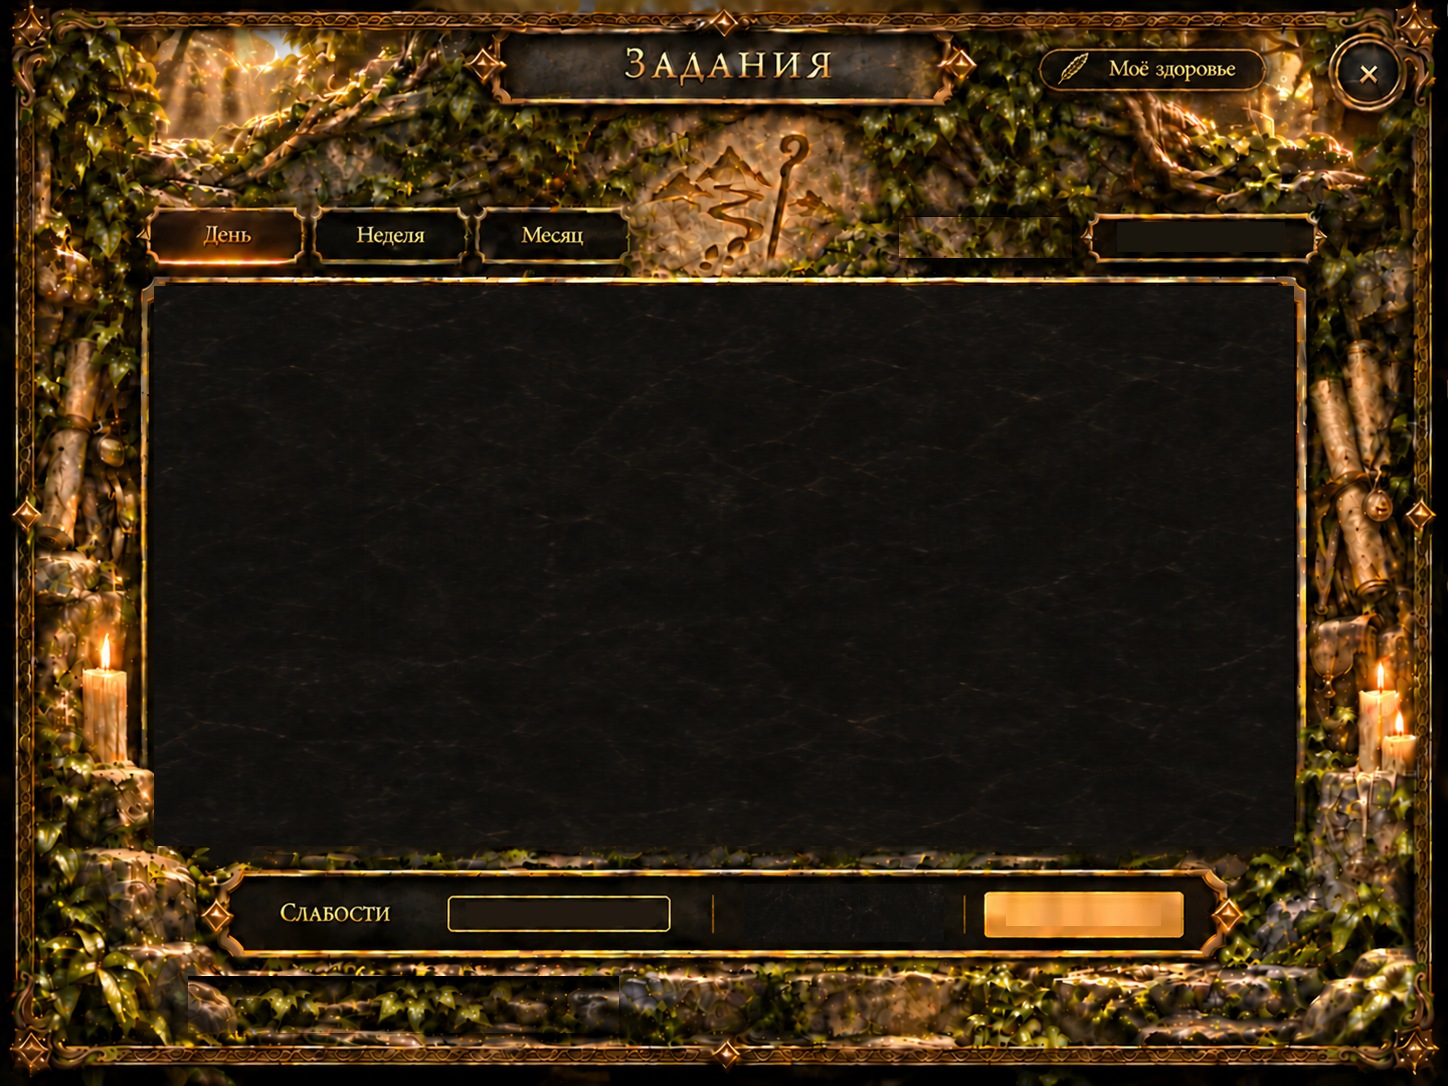 Задания
Моё здоровье
День
Неделя
Месяц
Слабости